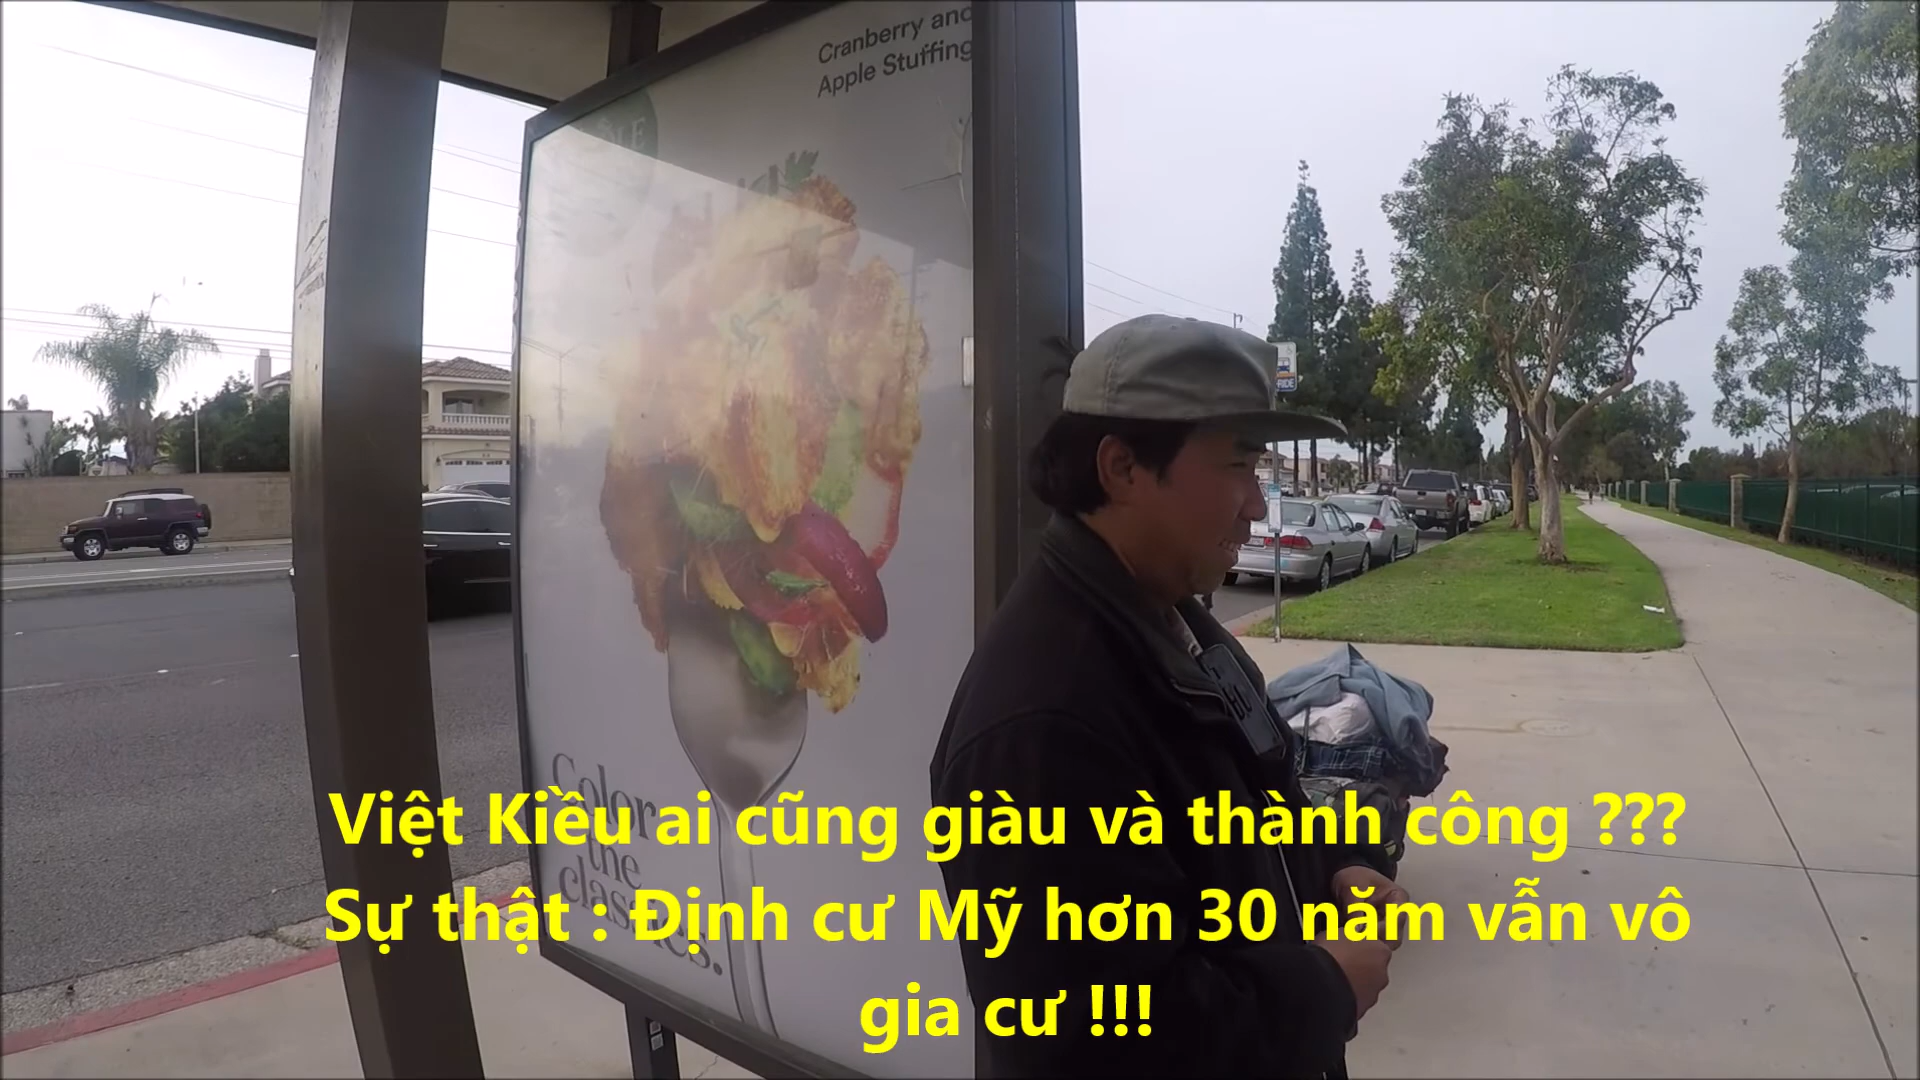 Cranberry and
Apple Stuffing
Color
the
classics.
RIDE
Việt Kiều ai cũng giàu và thành công ???
Sự thật : Định cư Mỹ hơn 30 năm vẫn vô
gia cư !!!